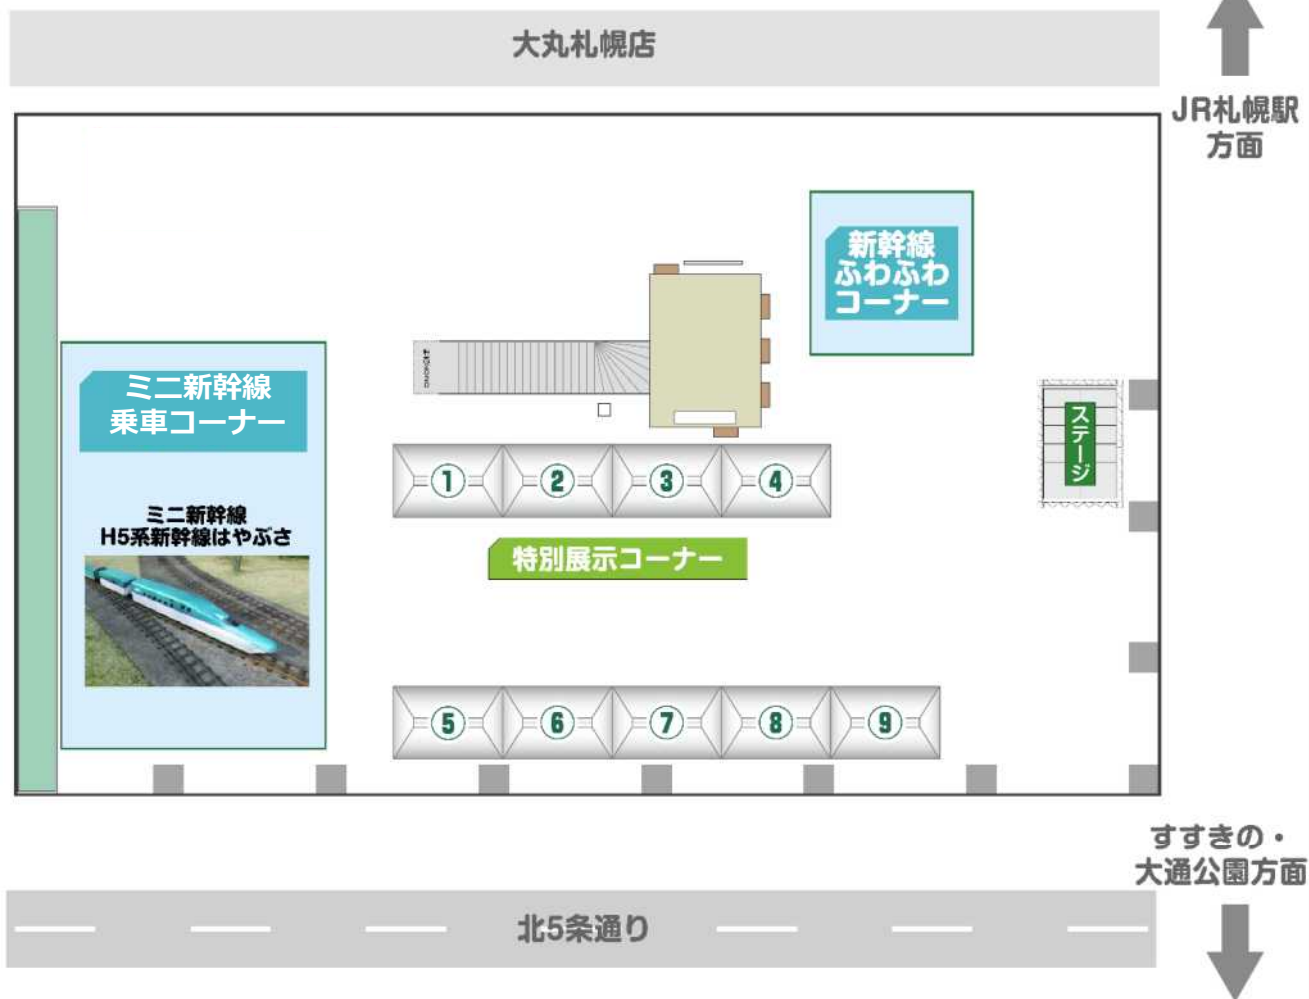 大丸札幌店
JR札幌駅
方面
新幹線
ふわふわ
コーナー
ミニ新幹線
乗車コーナー
ミニ新幹線
H5系新幹線はやぶさ
ステージ
①
②
③
④
特別展示コーナー
⑤
⑥
⑦
⑧
⑨
すすきの・
大通公園方面
北5条通り